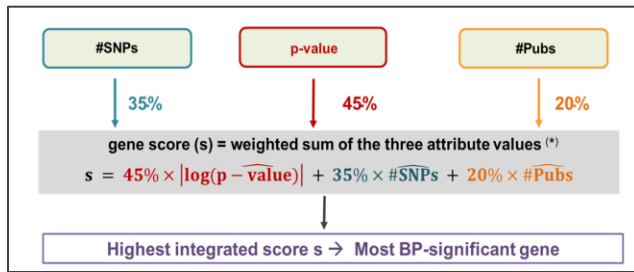 #SNPs p-value #Pubs
35% 45% 20%
gene score (s) = weighted sum of the three attribute values (*)
s = 45% × |log(p − value)| + 35% × #SNPs + 20% × #Pubs
Highest integrated score s → Most BP-significant gene